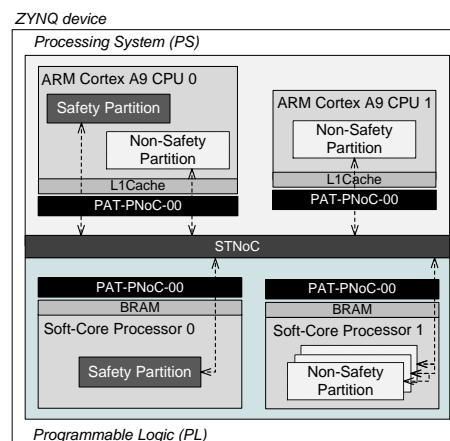 ZYNQ device
Processing System (PS)
ARM Cortex A9 CPU 0
Safety Partition
Non-Safety
Partition
L1Cache
PAT-PNoC-00
ARM Cortex A9 CPU 1
Non-Safety
Partition
L1Cache
PAT-PNoC-00
STNoC
PAT-PNoC-00
BRAM
Soft-Core Processor 0
Safety Partition
PAT-PNoC-00
BRAM
Soft-Core Processor 1
Non-Safety
Partition
Programmable Logic (PL)